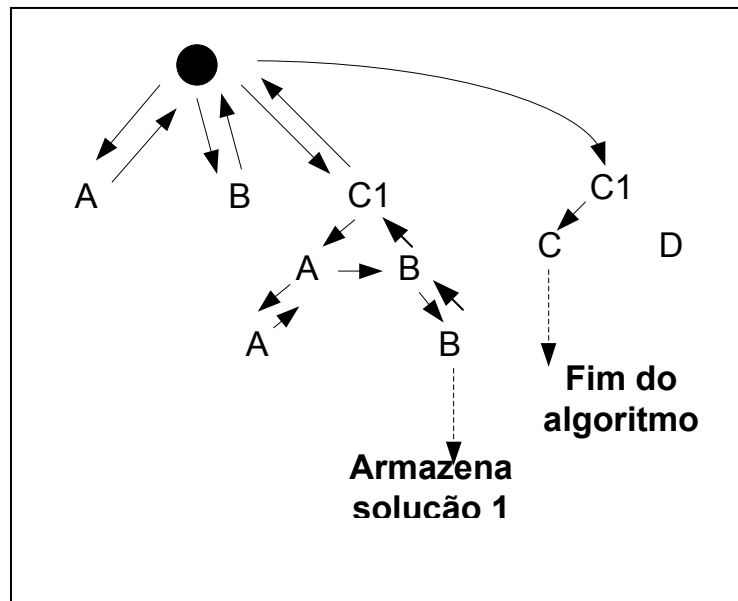 A B C1 C1
C D
A B
A B
Fim do
algoritmo
Armazena
solução 1